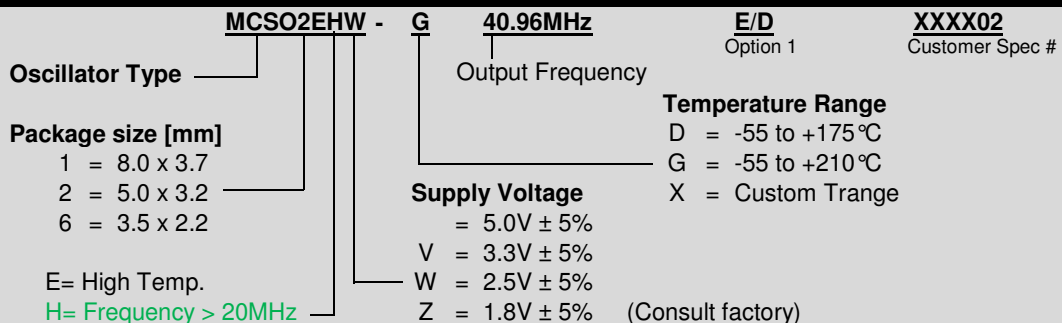 MCSO2EHW - G 40.96MHz E/D XXXX02
Option 1 Customer Spec #
Oscillator Type Output Frequency
Temperature Range
D = -55 to +175°C
G = -55 to +210°C
X = Custom Trange
Package size [mm]
1 = 8.0 x 3.7
2 = 5.0 x 3.2
6 = 3.5 x 2.2
Supply Voltage
= 5.0V ± 5%
V = 3.3V ± 5%
W = 2.5V ± 5%
Z = 1.8V ± 5% (Consult factory)
E= High Temp.
H= Frequency > 20MHz